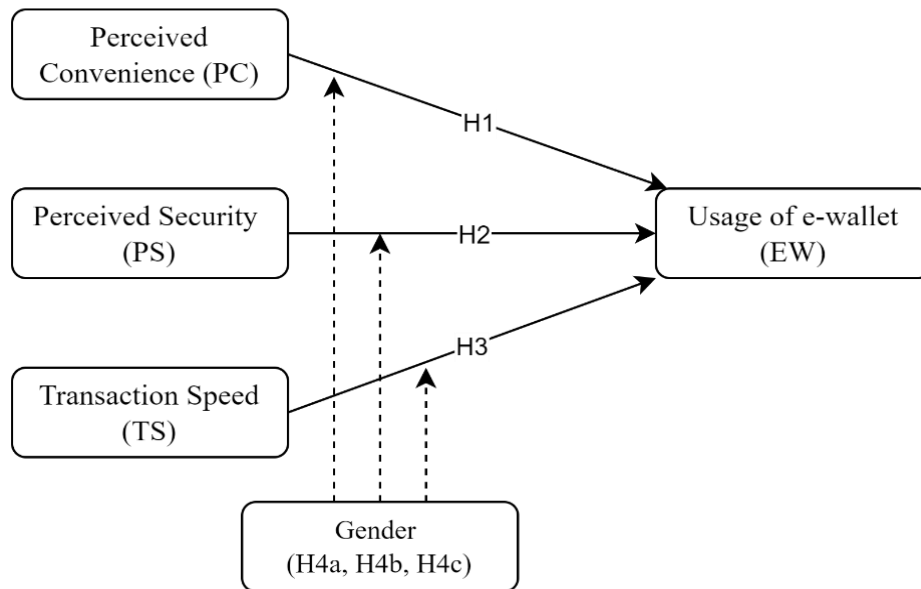 Perceived
Convenience (PC)
H1
Perceived Security
(PS)
H2
Usage of e-wallet
(EW)
H3
Transaction Speed
(TS)
Gender
(H4a, H4b, H4c)